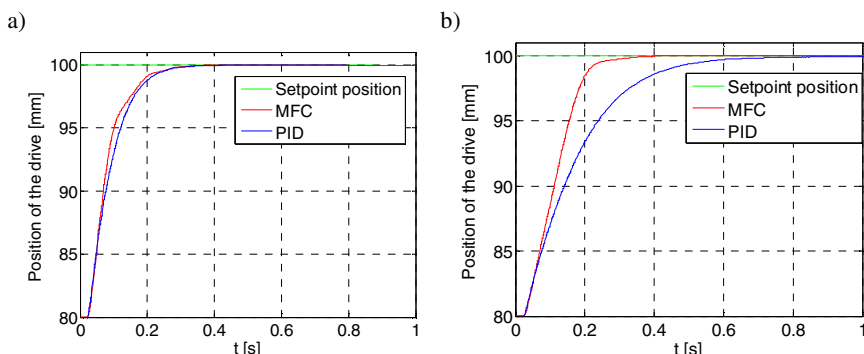 a)
100
95
90
85
80
Position of the drive [mm]
0
0.2
0.4
0.6
0.8
1
t [s]
Setpoint position
MFC
PID
b)
100
95
90
85
80
Position of the drive [mm]
0
0.2
0.4
0.6
0.8
1
t [s]
Setpoint position
MFC
PID